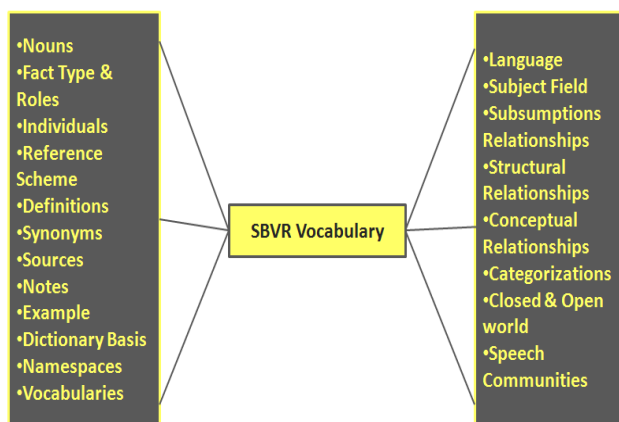 •Nouns
•Fact Type &
Roles
•Individuals
•Reference
Scheme
•Definitions
•Synonyms
•Sources
•Notes
•Example
•Dictionary Basis
•Namespaces
•Vocabularies
SBVR Vocabulary
•Language
•Subject Field
•Subsumptions
Relationships
•Structural
Relationships
•Conceptual
Relationships
•Categorizations
•Closed & Open
world
•Speech
Communities